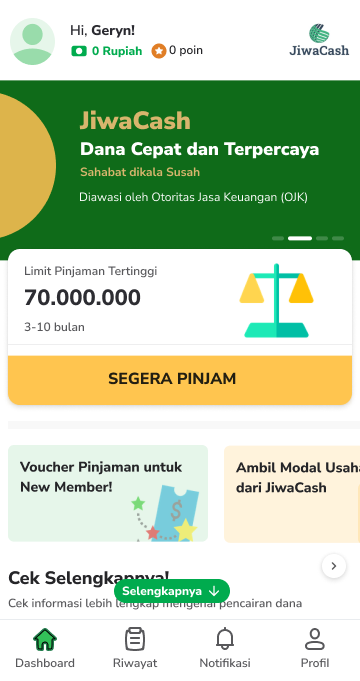 Hi, Geryn!
0 Rupiah
0 poin
JiwaCash
JiwaCash
Dana Cepat dan Terpercaya
Sahabat dikala Susah
Diawasi oleh Otoritas Jasa Keuangan (OJK)
Limit Pinjaman Tertinggi
70.000.000
3-10 bulan
SEGERA PINJAM
Voucher Pinjaman untuk
New Member!
$
Ambil Modal Usaha
dari JiwaCash
Cek Selengkapnya!
Selengkapnya
Cek informasi lebih lengkap mengenai pencairan dana
Dashboard
Riwayat
Notifikasi
Profil